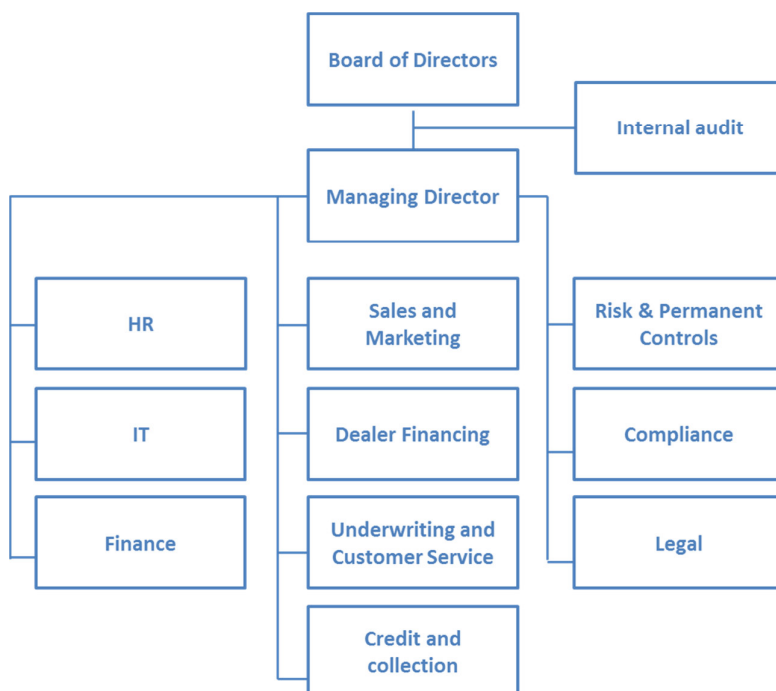 Board of Directors
Internal audit
Managing Director
HR
Sales and
Marketing
Risk & Permanent
Controls
IT
Dealer Financing
Compliance
Finance
Underwriting and
Customer Service
Legal
Credit and
collection